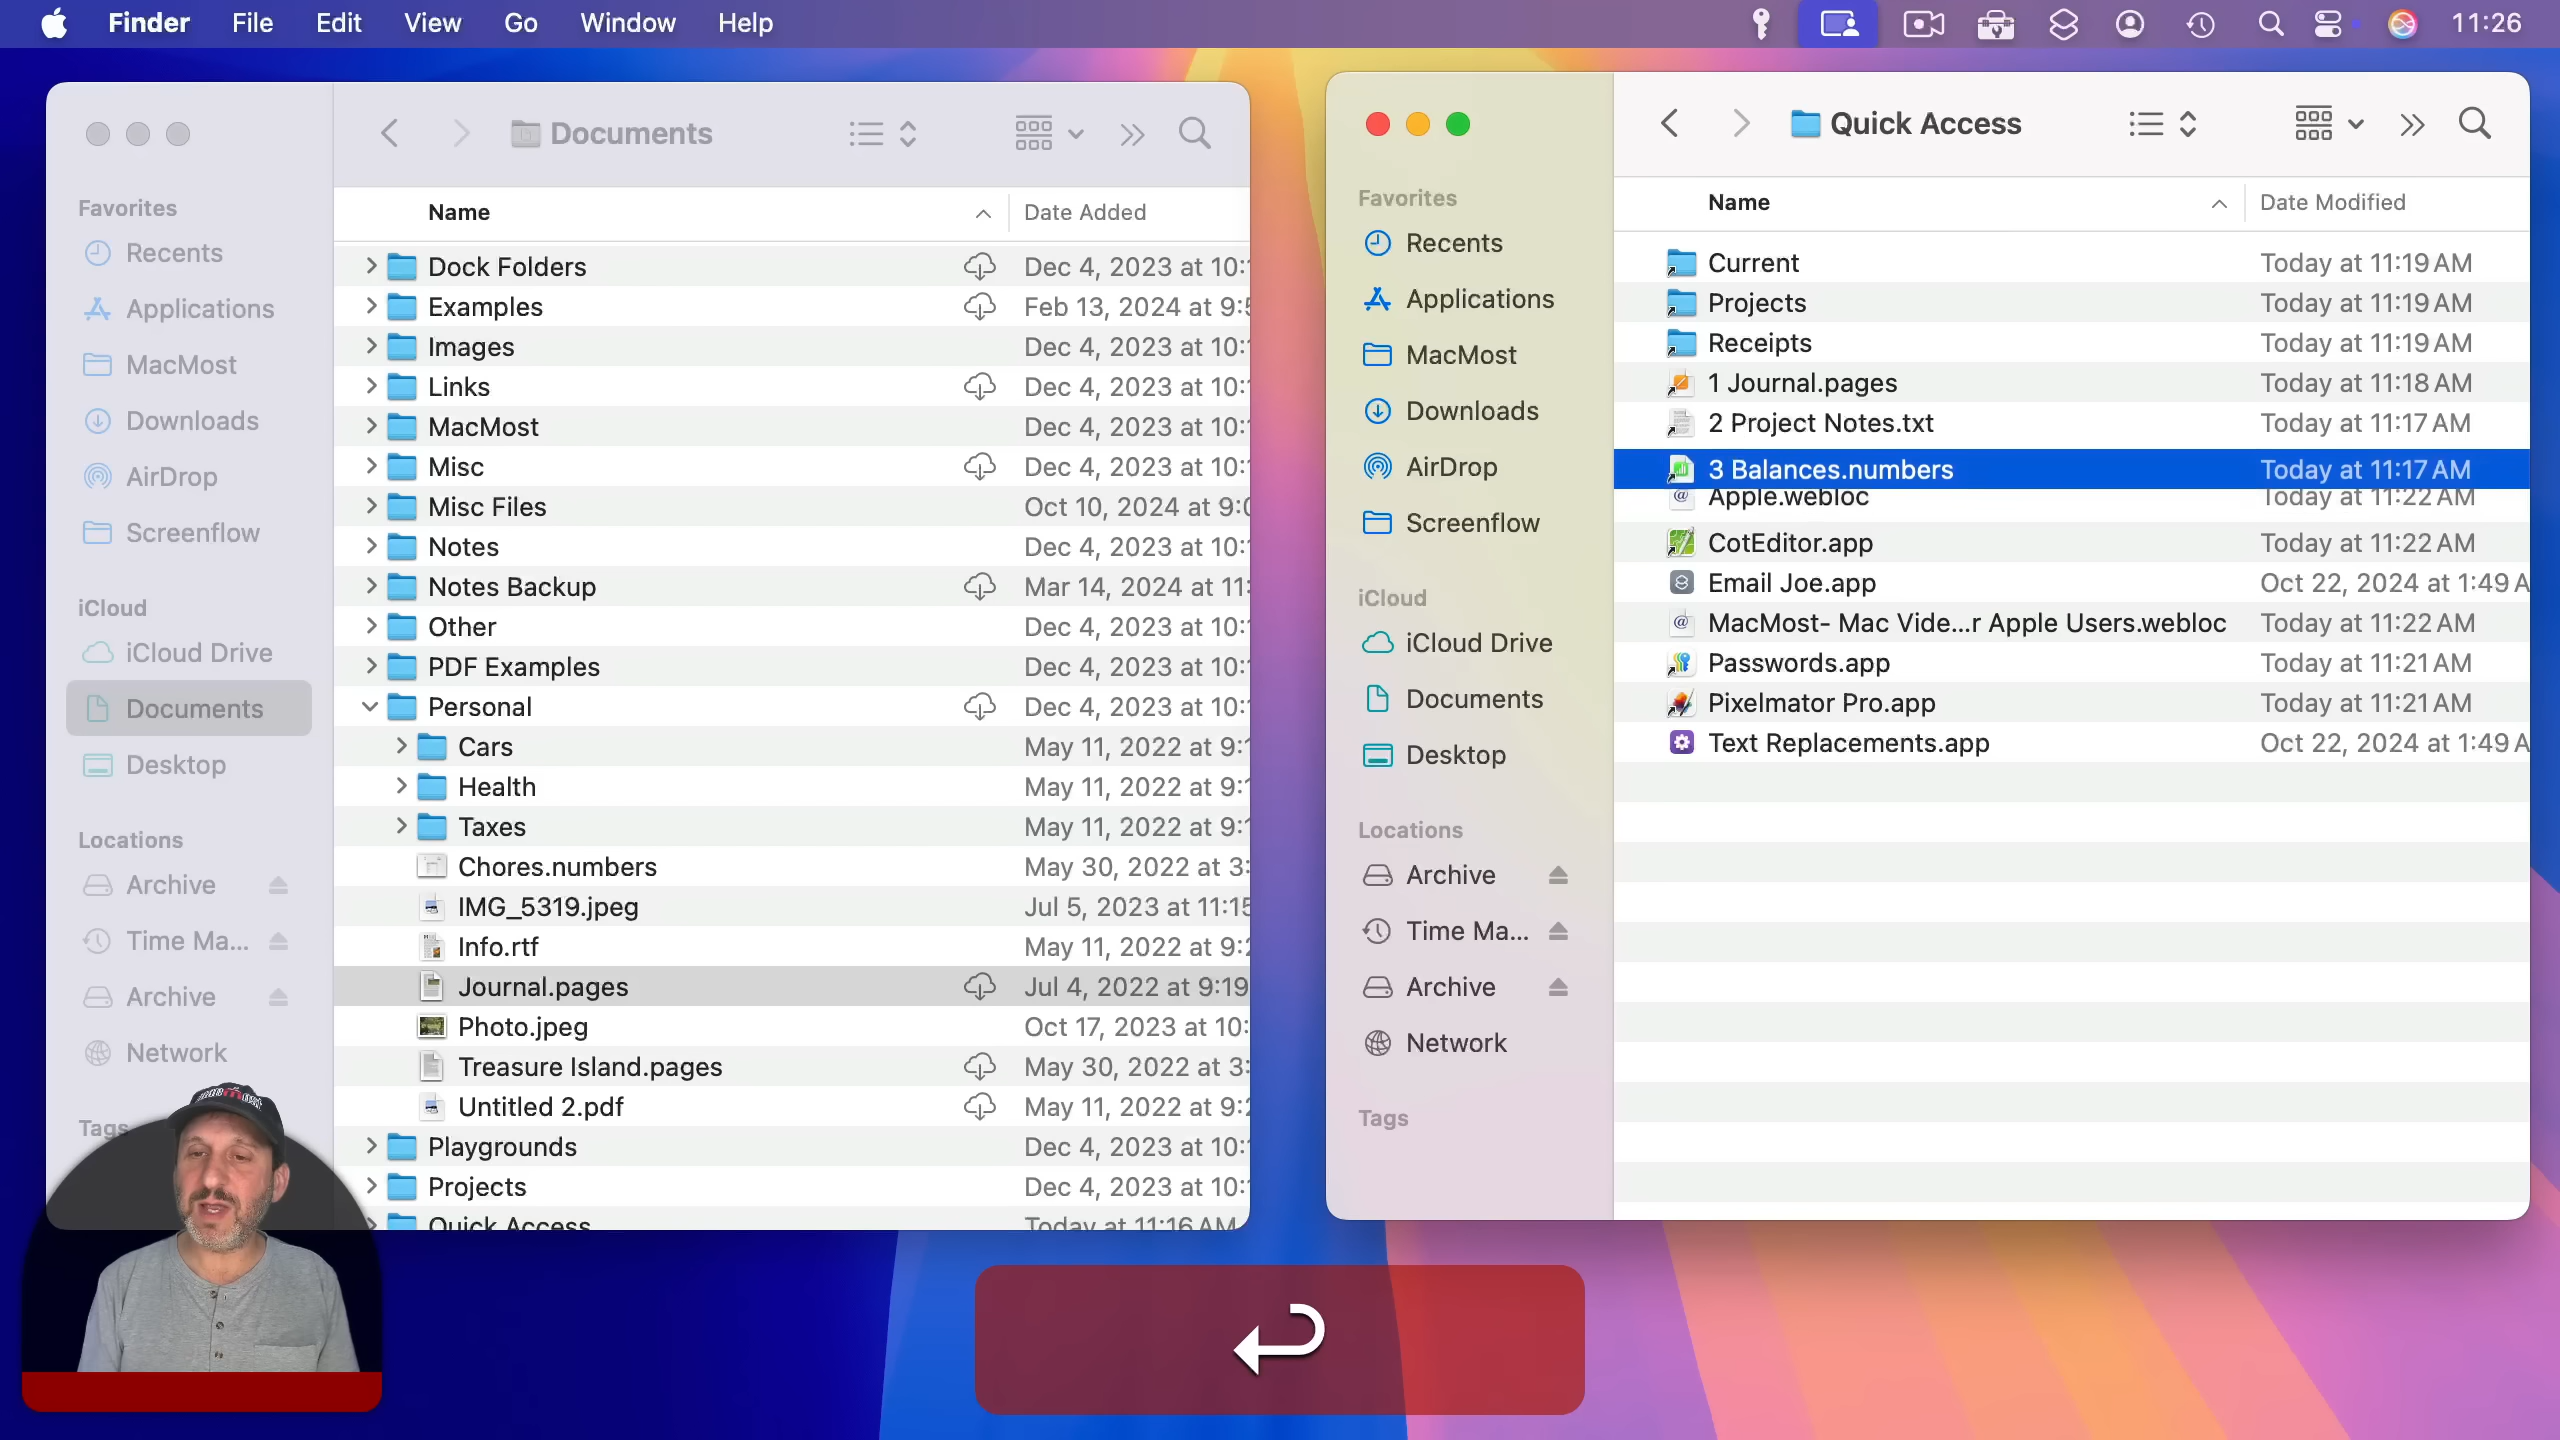 Finder File Edit View Go Window Help 11:26
Documents
Favorites
Recents
Applications
MacMost
Downloads
AirDrop
Screenflow
iCloud
iCloud Drive
Documents
Desktop
Locations
Archive
Time Ma...
Archive
Network
Tags
Name Date Added
Dock Folders Dec 4, 2023 at 10:
Examples Feb 13, 2024 at 9:
Images Dec 4, 2023 at 10:
Links Dec 4, 2023 at 10:
MacMost Dec 4, 2023 at 10:
Misc Dec 4, 2023 at 10:
Misc Files Oct 10, 2024 at 9:
Notes Dec 4, 2023 at 10:
Notes Backup Mar 14, 2024 at 11:
Other Dec 4, 2023 at 10:
PDF Examples Dec 4, 2023 at 10:
Personal Dec 4, 2023 at 10:
Cars May 11, 2022 at 9:
Health May 11, 2022 at 9:
Taxes May 11, 2022 at 9:
Chores.numbers May 30, 2022 at 3:
IMG_5319.jpeg Jul 5, 2023 at 11:15
Info.rtf May 11, 2022 at 9:2
Journal.pages Jul 4, 2022 at 9:19
Photo.jpeg Oct 17, 2023 at 10:
Treasure Island.pages May 30, 2022 at 3:
Untitled 2.pdf May 11, 2022 at 9:2
Playgrounds Dec 4, 2023 at 10:
Projects Dec 4, 2023 at 10:
Quick Access Today at 11:16 AM
Quick Access
Favorites
Recents
Applications
MacMost
Downloads
AirDrop
Screenflow
iCloud
iCloud Drive
Documents
Desktop
Locations
Archive
Time Ma...
Archive
Network
Tags
Name Date Modified
Current Today at 11:19 AM
Projects Today at 11:19 AM
Receipts Today at 11:19 AM
1 Journal.pages Today at 11:18 AM
2 Project Notes.txt Today at 11:17 AM
3 Balances.numbers Today at 11:17 AM
Apple.webloc Today at 11:22 AM
CotEditor.app Today at 11:22 AM
Email Joe.app Oct 22, 2024 at 1:49 A
MacMost- Mac Vide...r Apple Users.webloc Today at 11:22 AM
Passwords.app Today at 11:21 AM
Pixelmator Pro.app Today at 11:21 AM
Text Replacements.app Oct 22, 2024 at 1:49 A